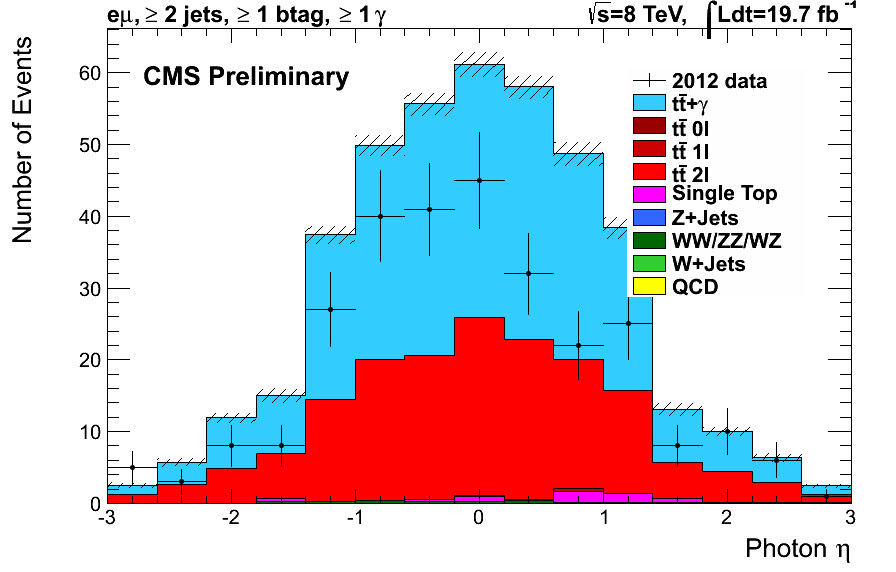 eμ, ≥ 2 jets, ≥ 1 btag, ≥ 1 γ √s=8 TeV, ∫Ldt=19.7 fb⁻¹
CMS Preliminary
2012 data
tt̄+γ
tt̄ 0l
tt̄ 1l
tt̄ 2l
Single Top
Z+Jets
WW/ZZ/WZ
W+Jets
QCD
Number of Events
60
50
40
30
20
10
0
-3 -2 -1 0 1 2 3
Photon η